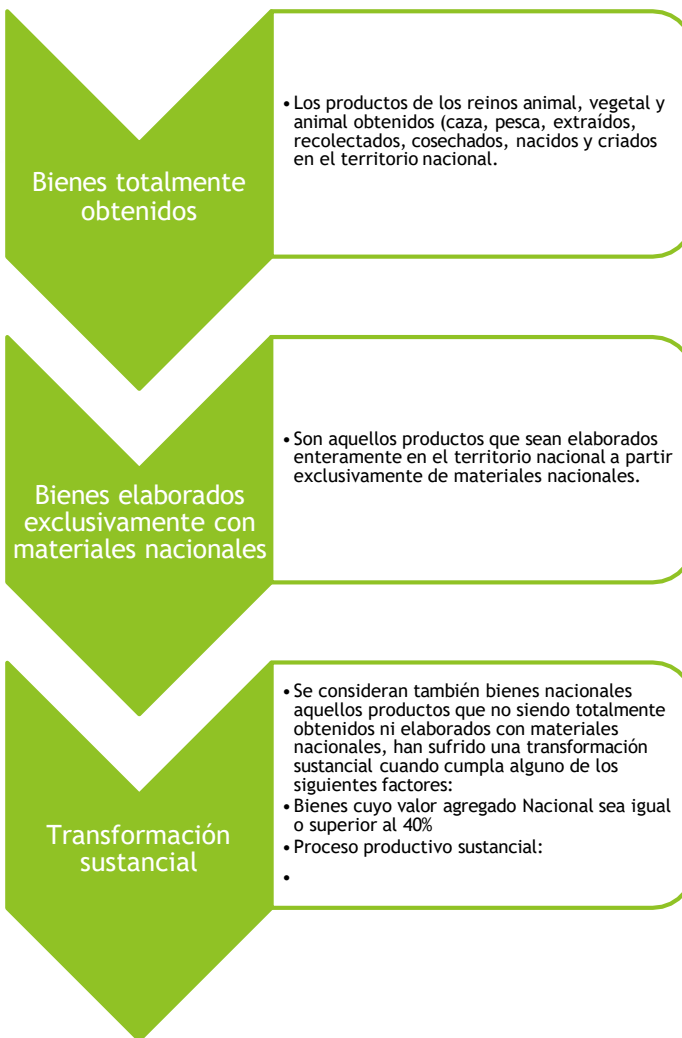 Bienes totalmente
obtenidos
• Los productos de los reinos animal, vegetal y
animal obtenidos (caza, pesca, extraídos,
recolectados, cosechados, nacidos y criados
en el territorio nacional.
Bienes elaborados
exclusivamente con
materiales nacionales
• Son aquellos productos que sean elaborados
enteramente en el territorio nacional a partir
exclusivamente de materiales nacionales.
Transformación
sustancial
• Se consideran también bienes nacionales
aquellos productos que no siendo totalmente
obtenidos ni elaborados con materiales
nacionales, han sufrido una transformación
sustancial cuando cumpla alguno de los
siguientes factores:
• Bienes cuyo valor agregado Nacional sea igual
o superior al 40%
• Proceso productivo sustancial:
•